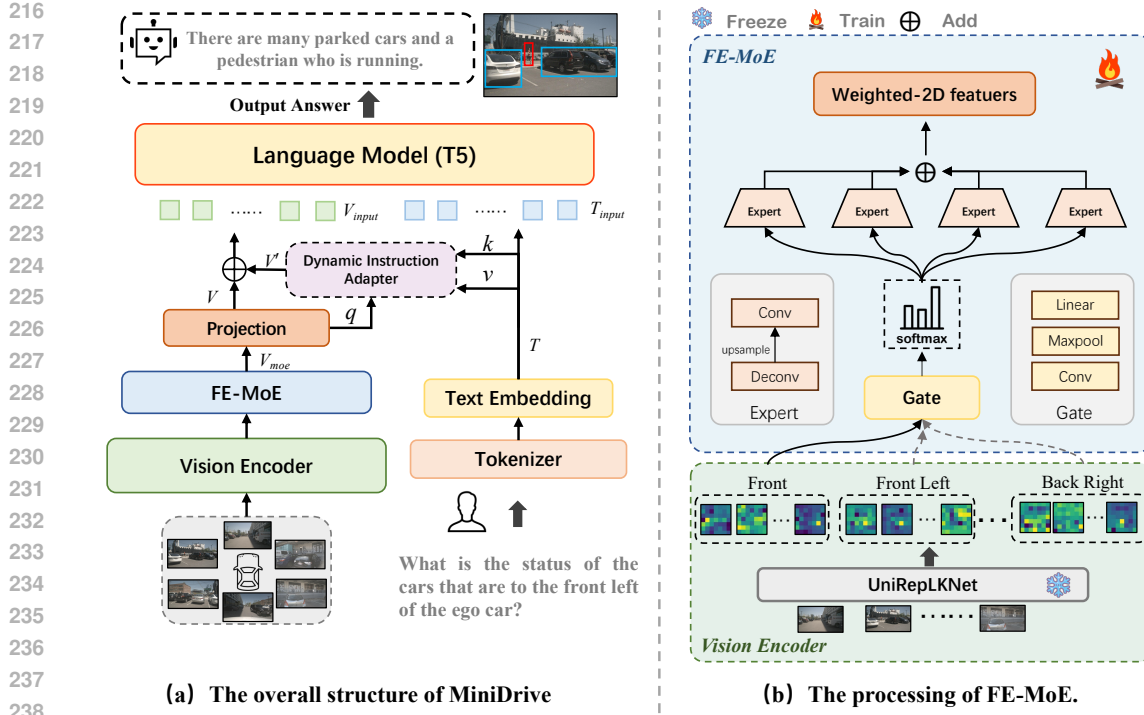 216
217
218
219
220
221
222
223
224
225
226
227
228
229
230
231
232
233
234
235
236
237
238
There are many parked cars and a
pedestrian who is running.
Output Answer
Language Model (T5)
...... V_input ...... T_input
V' Dynamic Instruction
Adapter
k
v
V
q
Projection
T
V_moe
FE-MoE
Text Embedding
Vision Encoder
Tokenizer
What is the status of the
cars that are to the front left
of the ego car?
(a) The overall structure of MiniDrive
Freeze Train Add
FE-MoE
Weighted-2D featuers
Expert Expert Expert Expert
softmax
Conv
upsample
Deconv
Expert
Linear
Maxpool
Conv
Gate
Gate
Front Front Left Back Right
... ... ... ...
UniRepLKNet
......
Vision Encoder
(b) The processing of FE-MoE.